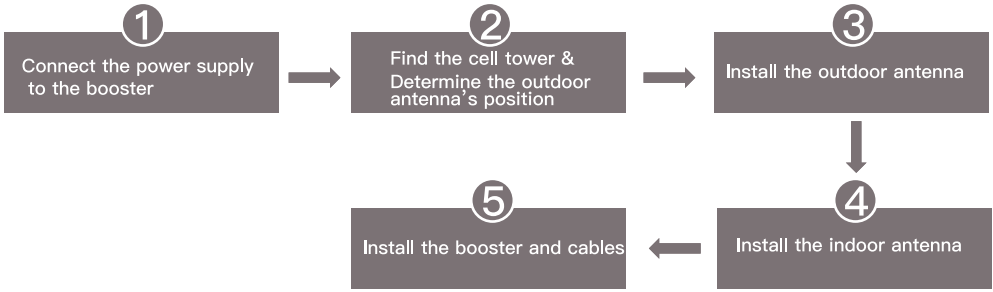 1
Connect the power supply
to the booster
2
Find the cell tower &
Determine the outdoor
antenna's position
3
Install the outdoor antenna
4
Install the indoor antenna
5
Install the booster and cables